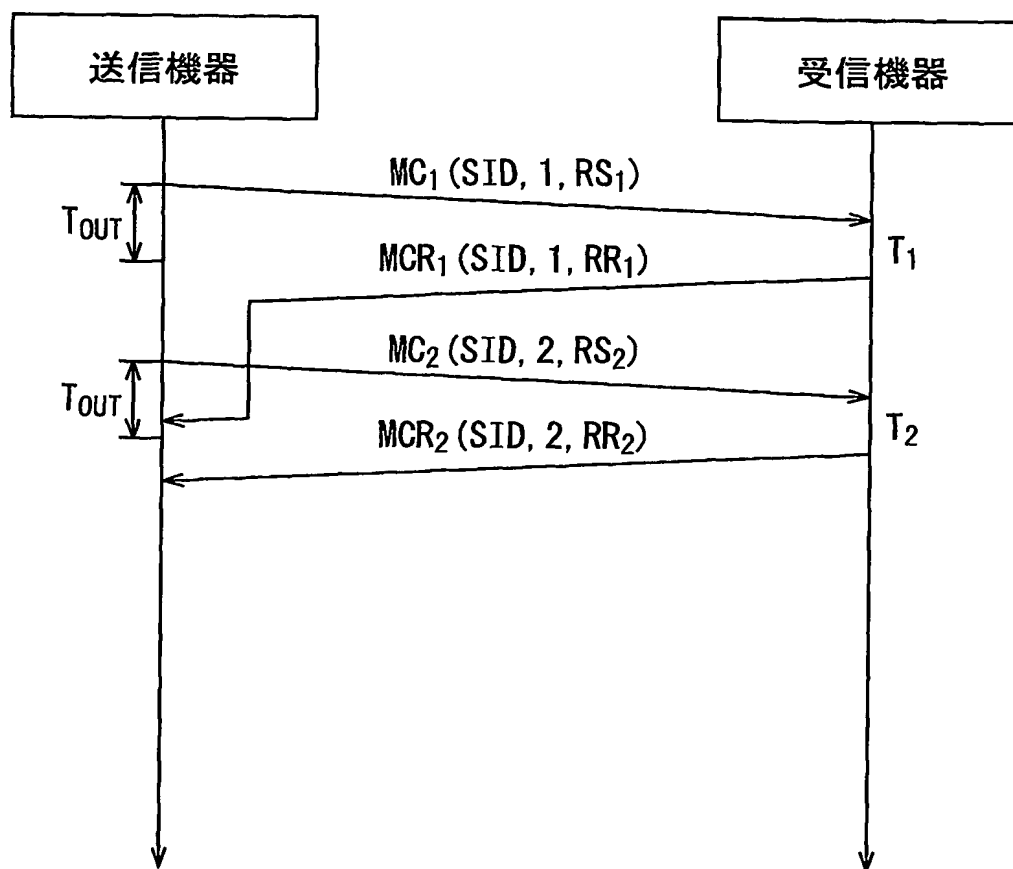 送信機器
受信機器
MC₁(SID, 1, RS₁)
TOUT
T₁
MCR₁(SID, 1, RR₁)
MC₂(SID, 2, RS₂)
TOUT
T₂
MCR₂(SID, 2, RR₂)